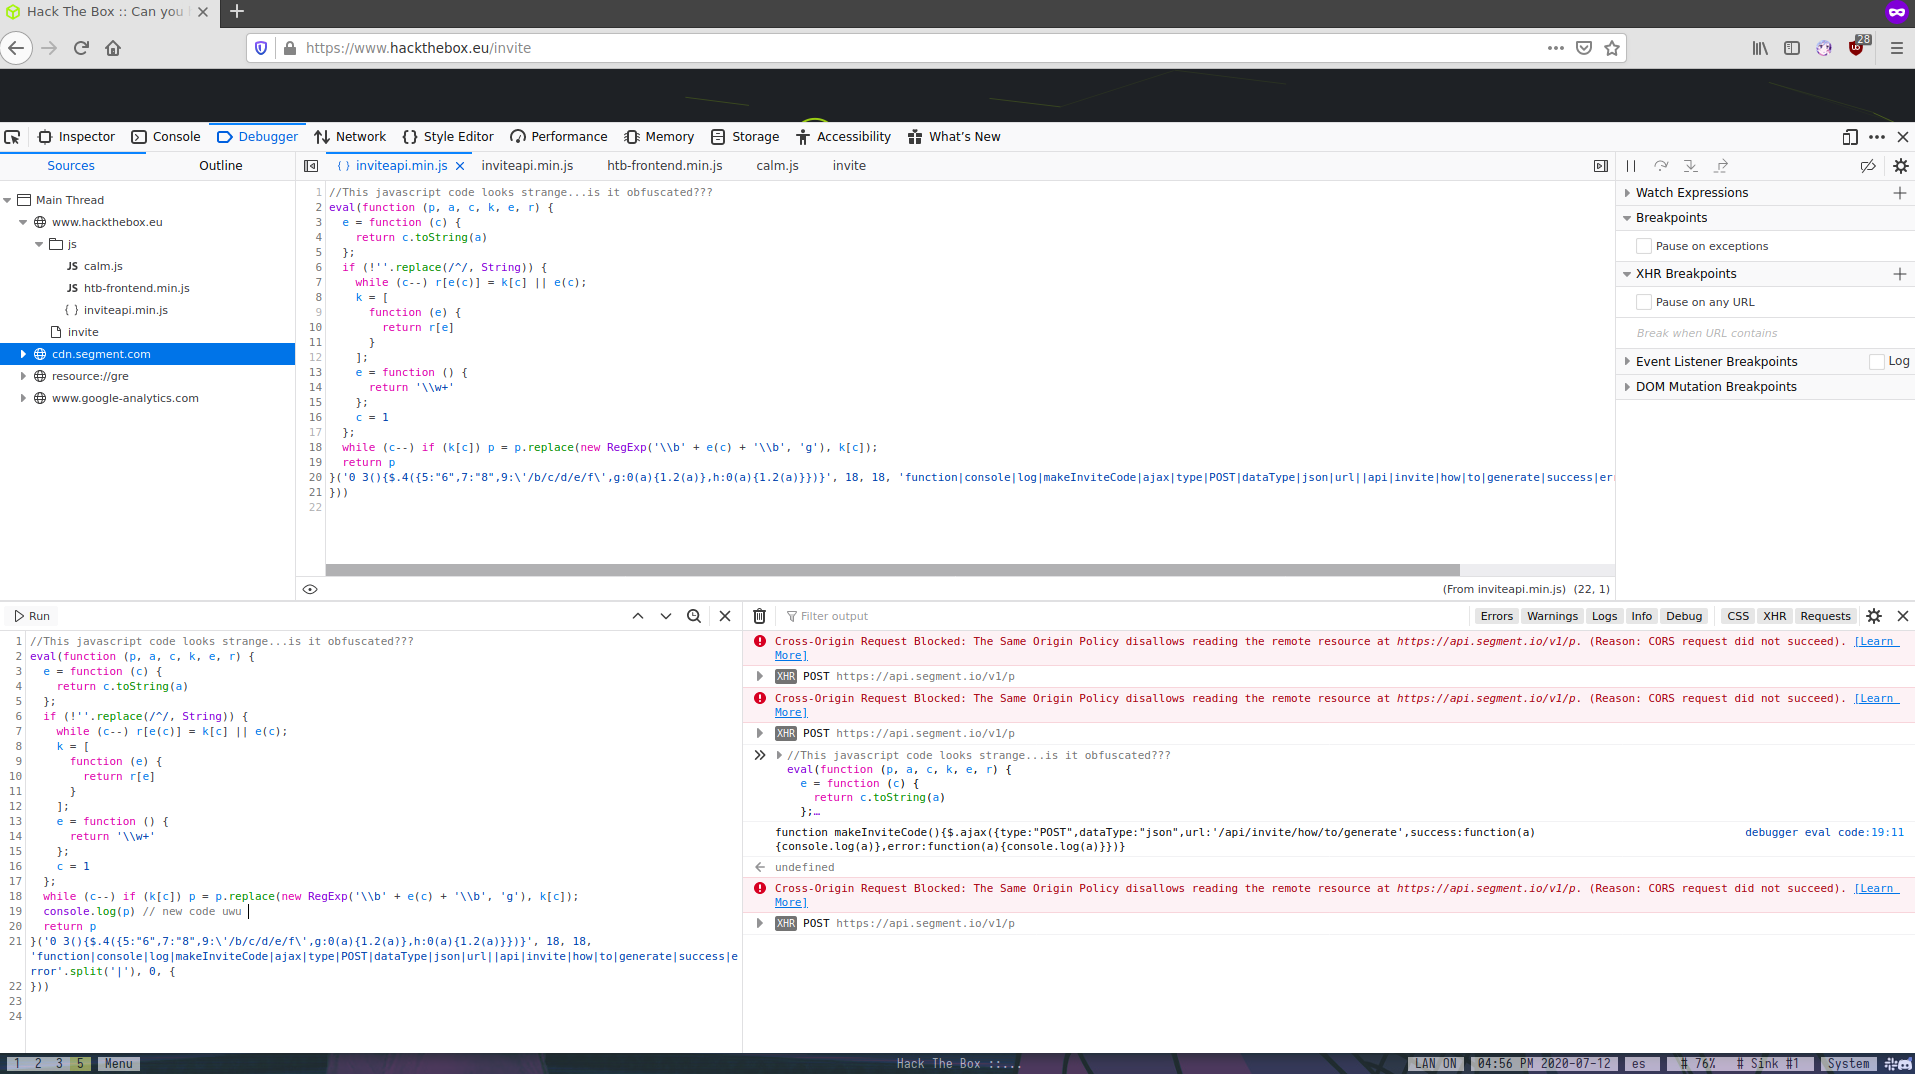 Hack The Box :: Can you
https://www.hackthebox.eu/invite
28
Inspector Console Debugger Network Style Editor Performance Memory Storage Accessibility What's New
Sources Outline
inviteapi.min.js inviteapi.min.js htb-frontend.min.js calm.js invite
Main Thread
www.hackthebox.eu
js
JS calm.js
JS htb-frontend.min.js
{ } inviteapi.min.js
invite
cdn.segment.com
resource://gre
www.google-analytics.com
1 //This javascript code looks strange...is it obfuscated???
2 eval(function (p, a, c, k, e, r) {
3 e = function (c) {
4 return c.toString(a)
5 };
6 if (!''.replace(/^/, String)) {
7 while (c--) r[e(c)] = k[c] || e(c);
8 k = [
9 function (e) {
10 return r[e]
11 }
12 ];
13 e = function () {
14 return '\\w+'
15 };
16 c = 1
17 };
18 while (c--) if (k[c]) p = p.replace(new RegExp('\\b' + e(c) + '\\b', 'g'), k[c]);
19 return p
20 }('0 3(){$.4({5:"6",7:"8",9:\'/b/c/d/e/f\',g:0(a){1.2(a)},h:0(a){1.2(a)}})}', 18, 18, 'function|console|log|makeInviteCode|ajax|type|POST|dataType|json|url||api|invite|how|to|generate|success|err
21 }))
22
(From inviteapi.min.js) (22, 1)
Watch Expressions
Breakpoints
Pause on exceptions
XHR Breakpoints
Pause on any URL
Break when URL contains
Event Listener Breakpoints Log
DOM Mutation Breakpoints
Run
1 //This javascript code looks strange...is it obfuscated???
2 eval(function (p, a, c, k, e, r) {
3 e = function (c) {
4 return c.toString(a)
5 };
6 if (!''.replace(/^/, String)) {
7 while (c--) r[e(c)] = k[c] || e(c);
8 k = [
9 function (e) {
10 return r[e]
11 }
12 ];
13 e = function () {
14 return '\\w+'
15 };
16 c = 1
17 };
18 while (c--) if (k[c]) p = p.replace(new RegExp('\\b' + e(c) + '\\b', 'g'), k[c]);
19 console.log(p) // new code uwu
20 return p
21 }('0 3(){$.4({5:"6",7:"8",9:\'/b/c/d/e/f\',g:0(a){1.2(a)},h:0(a){1.2(a)}})}', 18, 18,
'function|console|log|makeInviteCode|ajax|type|POST|dataType|json|url||api|invite|how|to|generate|success|e
rror'.split('|'), 0, {
22 }))
23
24
Filter output Errors Warnings Logs Info Debug CSS XHR Requests
Cross-Origin Request Blocked: The Same Origin Policy disallows reading the remote resource at https://api.segment.io/v1/p. (Reason: CORS request did not succeed). [Learn
More]
XHR POST https://api.segment.io/v1/p
Cross-Origin Request Blocked: The Same Origin Policy disallows reading the remote resource at https://api.segment.io/v1/p. (Reason: CORS request did not succeed). [Learn
More]
XHR POST https://api.segment.io/v1/p
//This javascript code looks strange...is it obfuscated???
eval(function (p, a, c, k, e, r) {
e = function (c) {
return c.toString(a)
};…
function makeInviteCode(){$.ajax({type:"POST",dataType:"json",url:'/api/invite/how/to/generate',success:function(a) debugger eval code:19:11
{console.log(a)},error:function(a){console.log(a)}})}
undefined
Cross-Origin Request Blocked: The Same Origin Policy disallows reading the remote resource at https://api.segment.io/v1/p. (Reason: CORS request did not succeed). [Learn
More]
XHR POST https://api.segment.io/v1/p
1 2 3 5 Menu Hack The Box ::... LAN ON 04:56 PM 2020-07-12 es # 76% # Sink #1 System